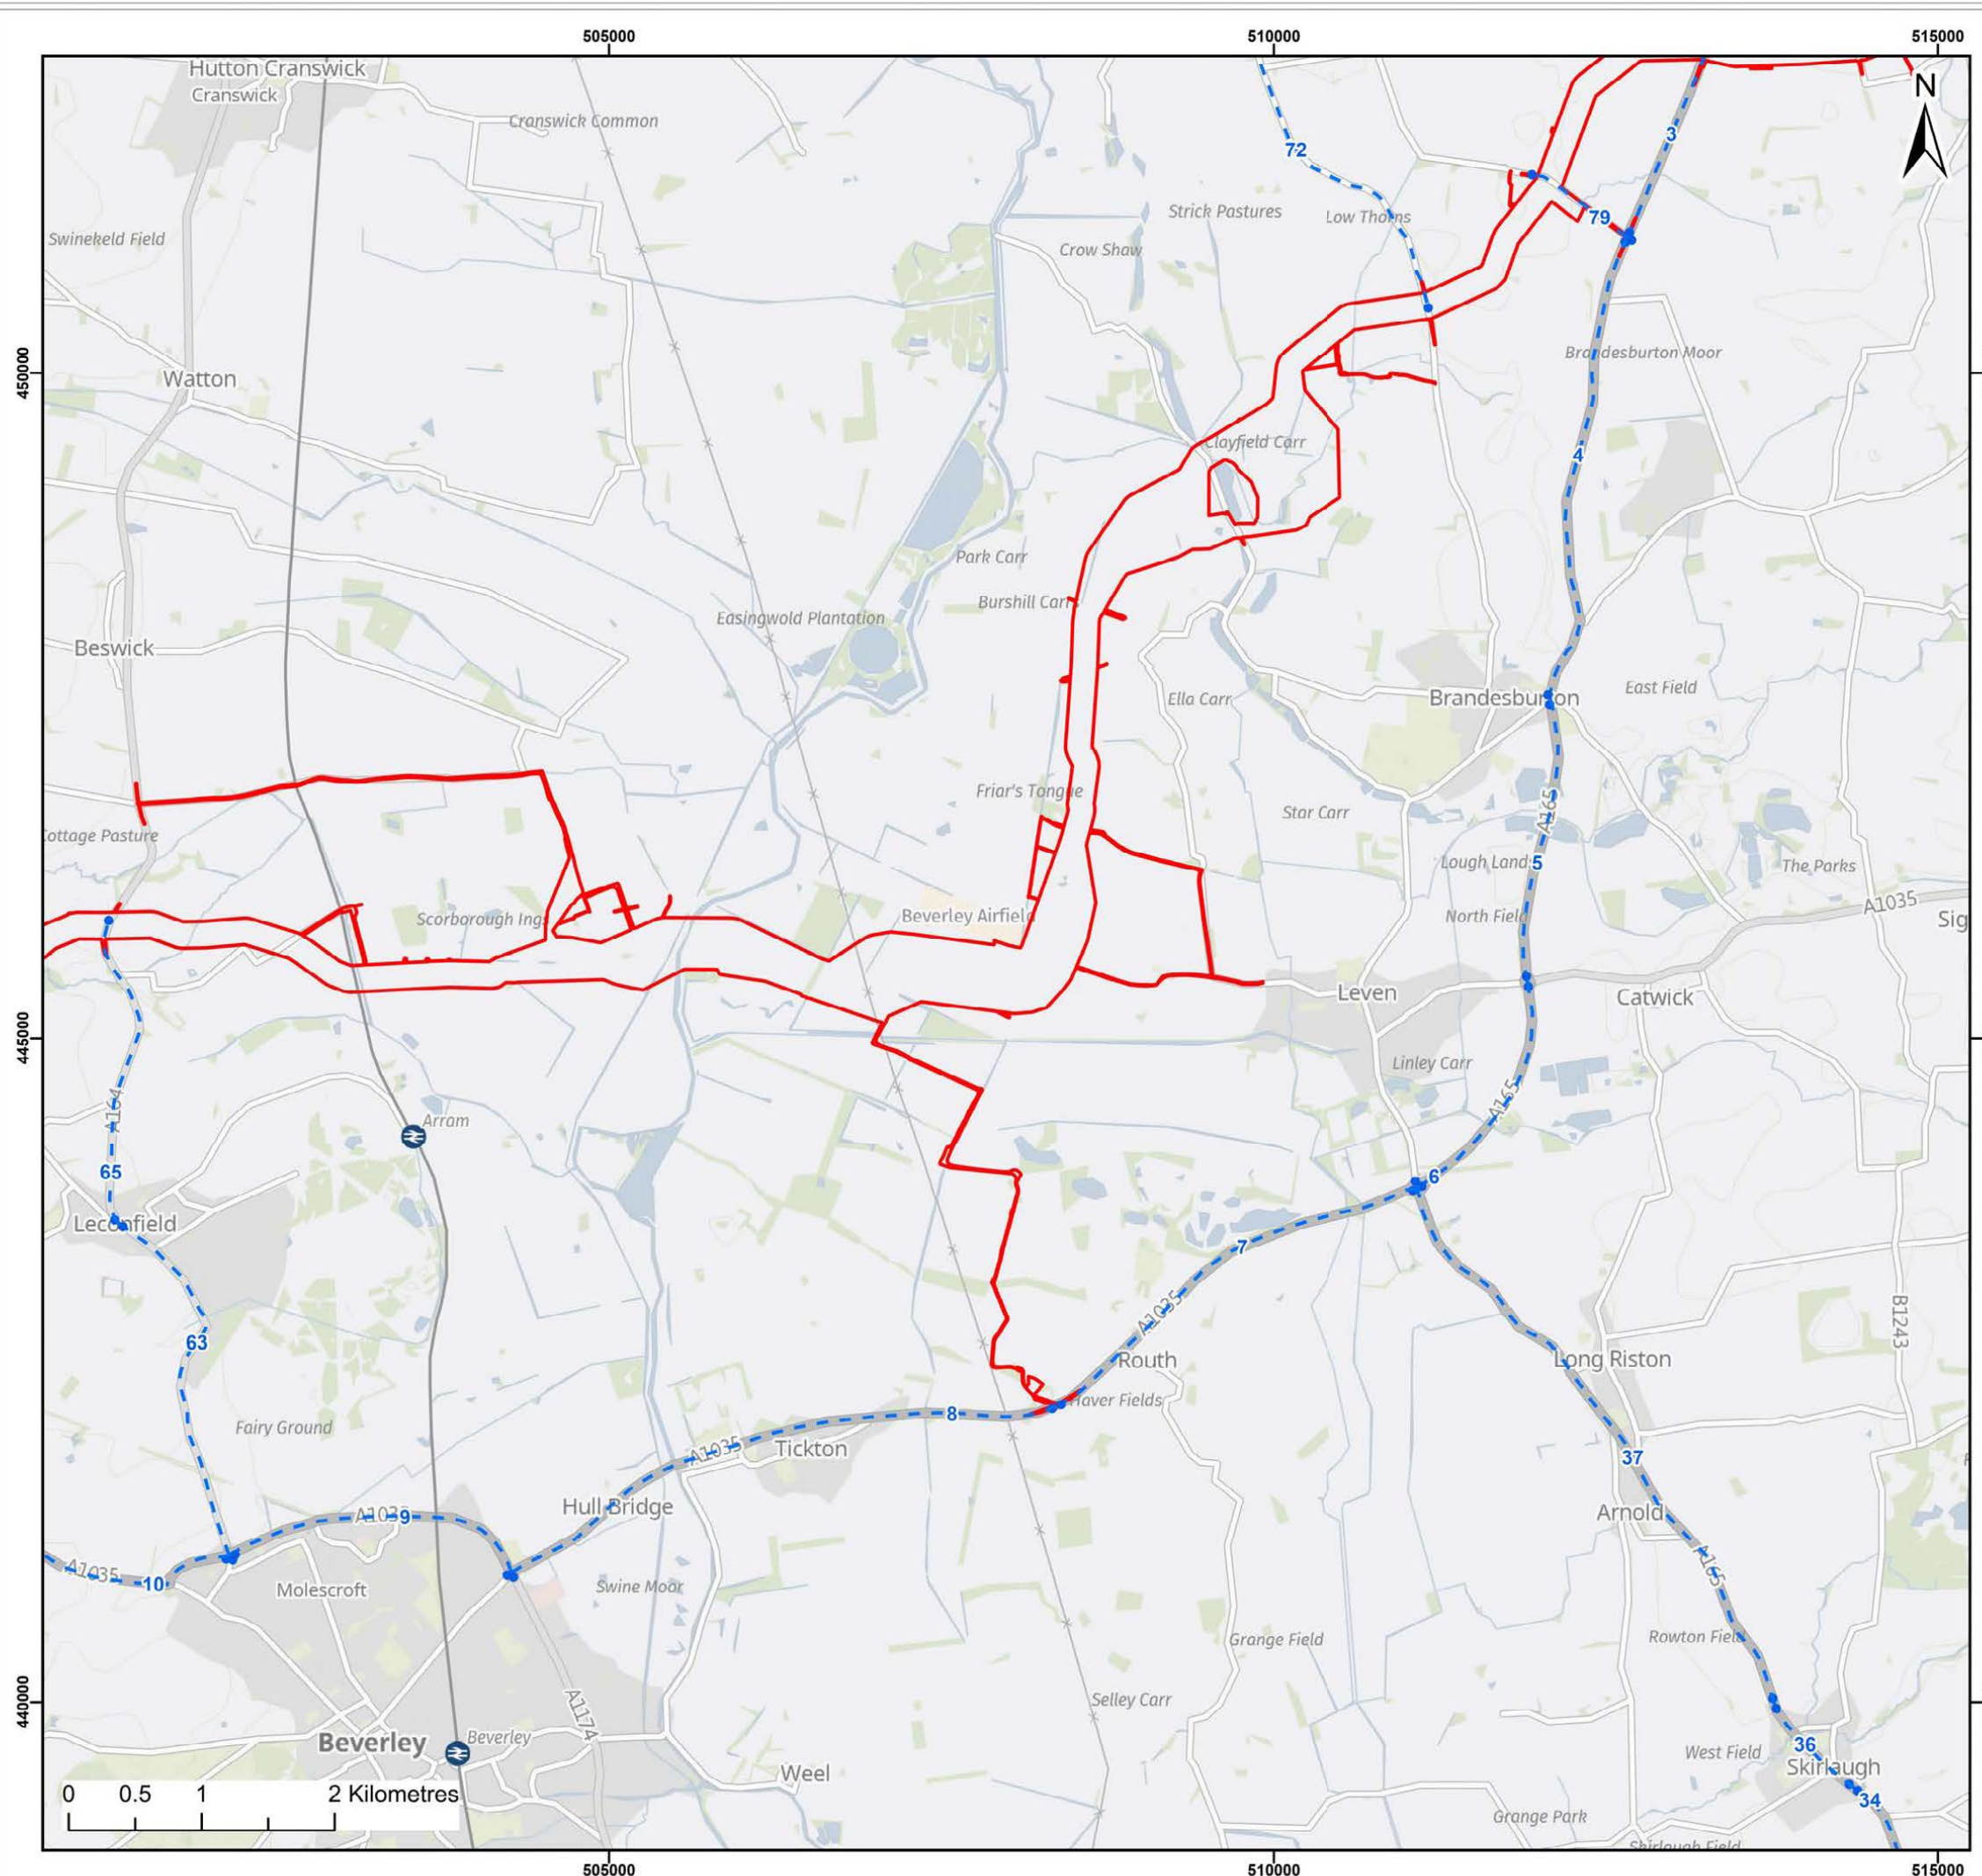 505000
510000
515000
Hutton Cranswick
Cranswick
N
Cranswick Common
3
72
Strick Pastures
Low Thorns
79
Swinekeld Field
Crow Shaw
Brandesburton Moor
450000
Watton
Clayfield Carr
4
Park Carr
Burshill Carrs
Easingwold Plantation
Beswick
East Field
Ella Carr
Brandesburton
Friar's Tongue
A165
Star Carr
Cottage Pasture
Lough Lands
5
The Parks
A1035
Scorborough Ings
Beverley Airfield
North Field
Sig
Leven
Catwick
445000
Linley Carr
A164
A165
Arram
65
6
Leconfield
7
A1035
B1243
63
Routh
Long Riston
Haver Fields
8
Fairy Ground
A1035
Tickton
37
Hull Bridge
Arnold
A1035
9
A1035
10
A165
Molescroft
Swine Moor
Grange Field
Rowton Field
440000
A1174
Selley Carr
Beverley
Beverley
36
West Field
Skirlaugh
Weel
0 0.5 1 2 Kilometres
34
Grange Park
Skirlaugh Field
505000
510000
515000